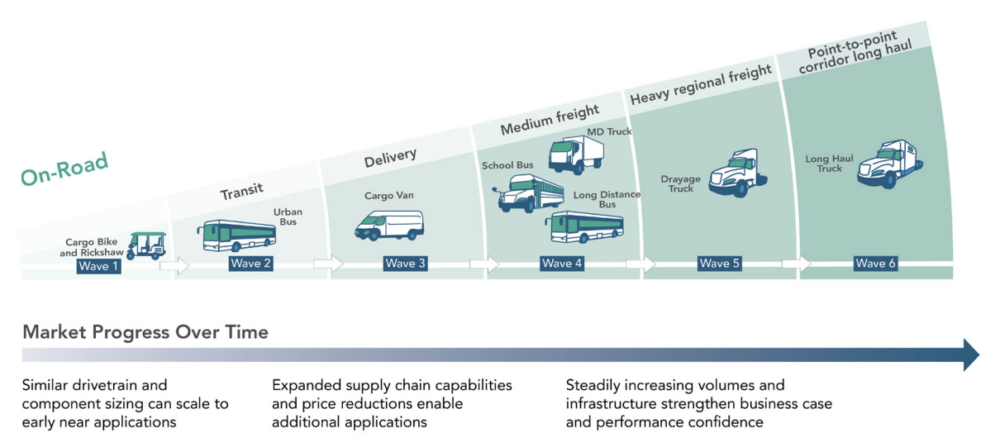 On-Road
Cargo Bike
and Rickshaw
Wave 1
Transit
Urban
Bus
Wave 2
Delivery
Cargo Van
Wave 3
Medium freight
MD Truck
School Bus
Long Distance
Bus
Wave 4
Heavy regional freight
Drayage
Truck
Wave 5
Point-to-point
corridor long haul
Long Haul
Truck
Wave 6
Market Progress Over Time
Similar drivetrain and
component sizing can scale to
early near applications
Expanded supply chain capabilities
and price reductions enable
additional applications
Steadily increasing volumes and
infrastructure strengthen business case
and performance confidence